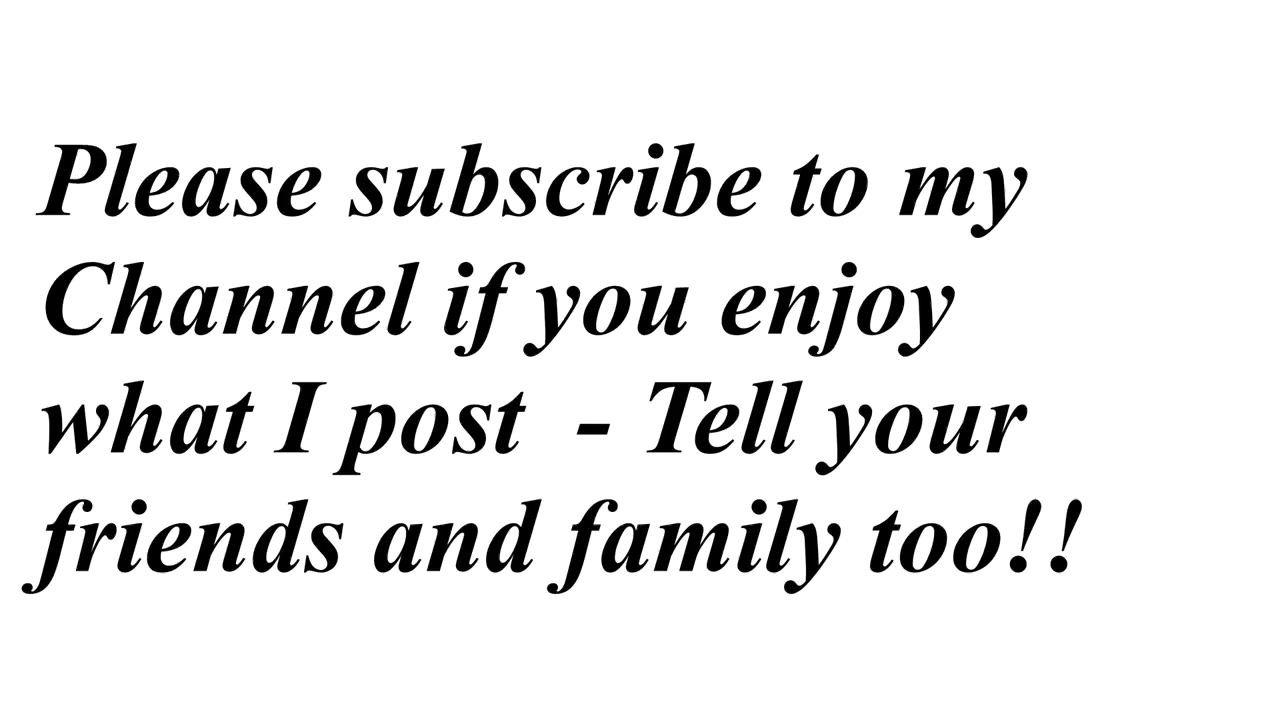 Please subscribe to my
Channel if you enjoy
what I post  - Tell your
friends and family too!!